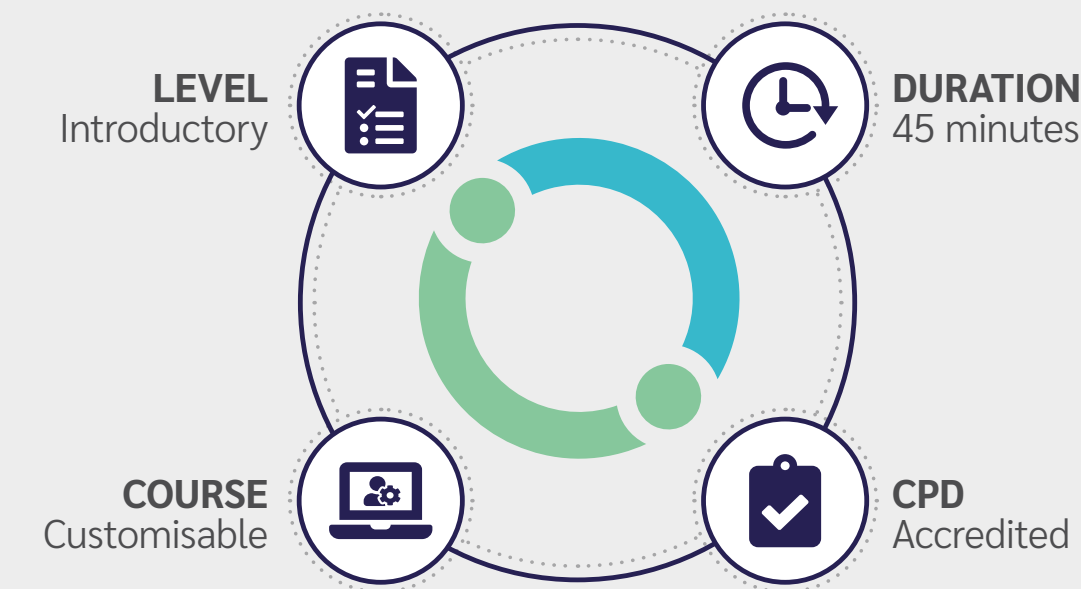 LEVEL
Introductory
DURATION
45 minutes
COURSE
Customisable
CPD
Accredited